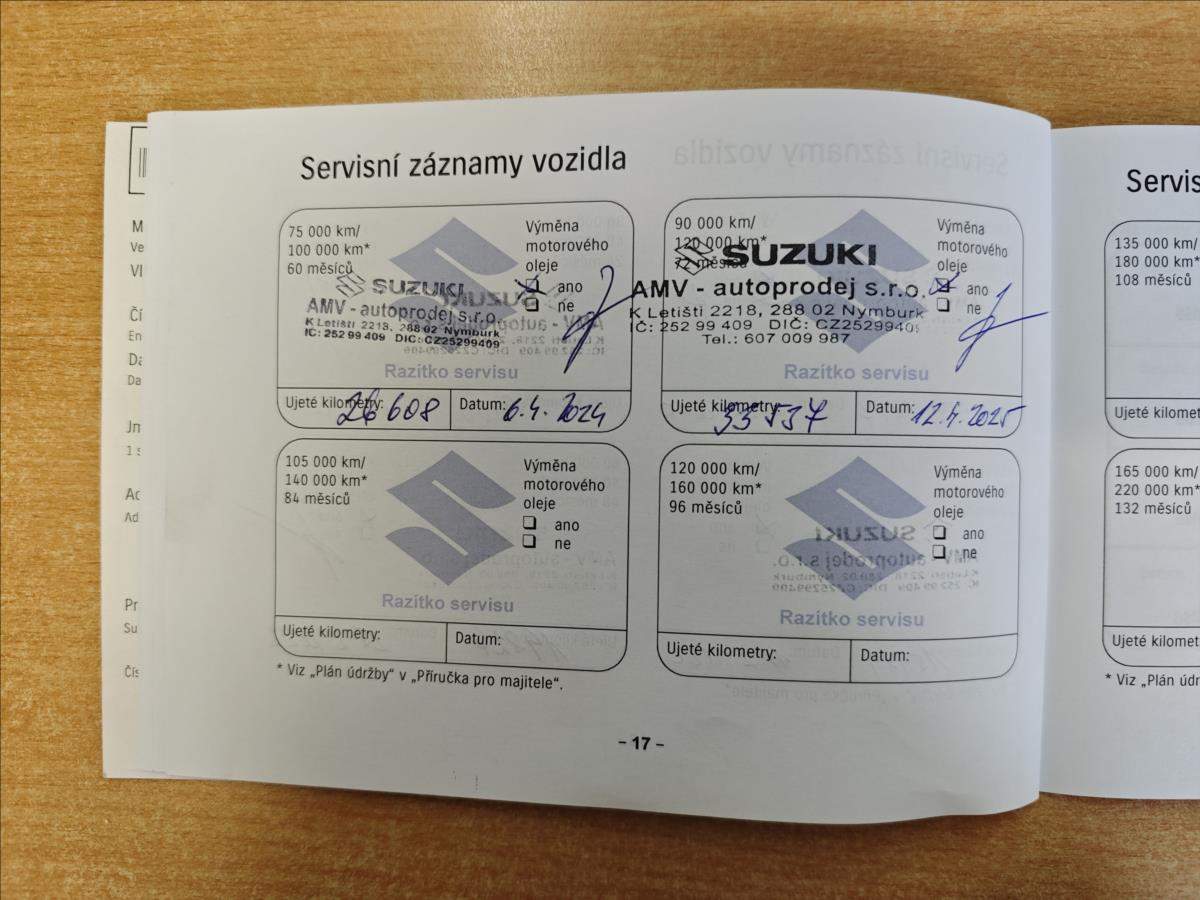 Servisní záznamy vozidla
75 000 km/
100 000 km*
60 měsíců
Výměna
motorového
oleje
ano
ne
SUZUKI
AMV - autoprodej s.r.o.
K Letišti 2218, 288 02 Nymburk
IČ: 252 99 409 DIČ: CZ25299409
Razítko servisu
Ujeté kilometry: 26 608
Datum: 6.4.2024
90 000 km/
120 000 km*
72 měsíců
Výměna
motorového
oleje
ano
ne
SUZUKI
AMV - autoprodej s.r.o.
K Letišti 2218, 288 02 Nymburk
IČ: 252 99 409 DIČ: CZ25299409
Tel.: 607 009 987
Razítko servisu
Ujeté kilometry: 33 537
Datum: 12.4.2025
105 000 km/
140 000 km*
84 měsíců
Výměna
motorového
oleje
ano
ne
Razítko servisu
Ujeté kilometry:
Datum:
120 000 km/
160 000 km*
96 měsíců
Výměna
motorového
oleje
ano
ne
Razítko servisu
Ujeté kilometry:
Datum:
* Viz „Plán údržby“ v „Příručka pro majitele“.
- 17 -
Servis
135 000 km/
180 000 km*
108 měsíců
Ujeté kilomet
165 000 km/
220 000 km*
132 měsíců
Ujeté kilomet
* Viz „Plán údr